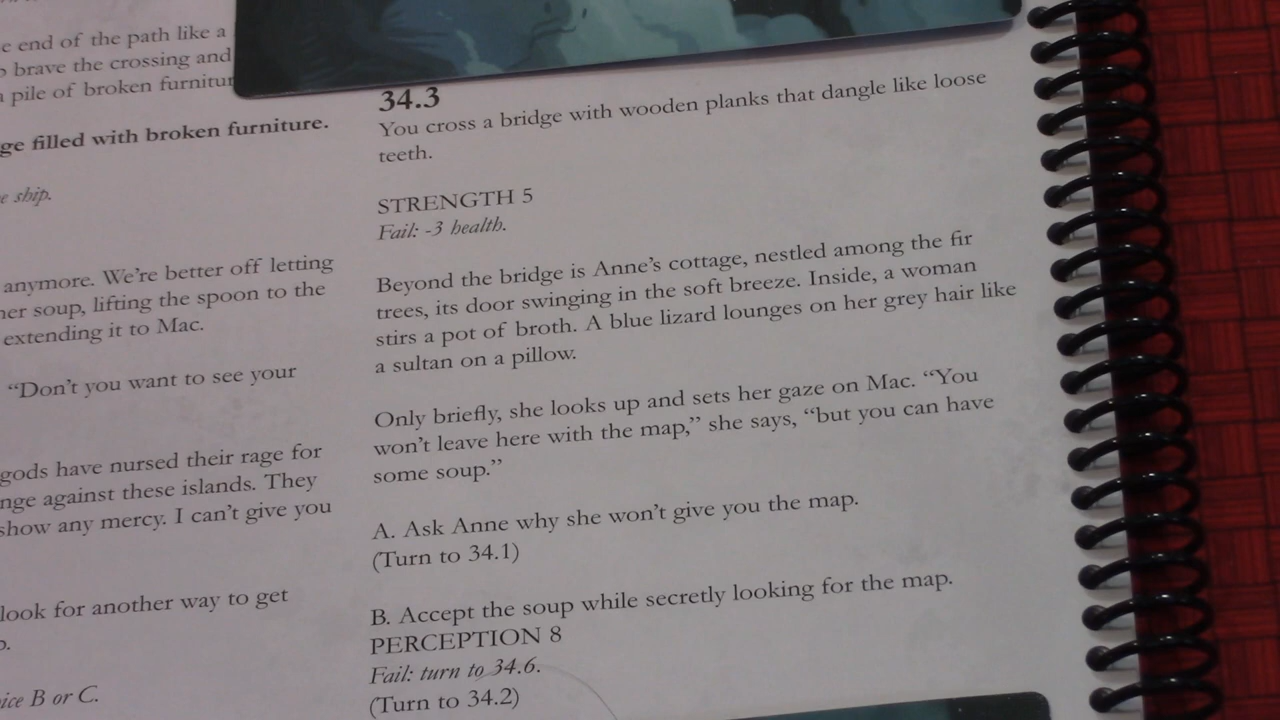 e end of the path like a
brave the crossing and
a pile of broken furnitur
ge filled with broken furniture.
e ship.
anymore. We're better off letting
ner soup, lifting the spoon to the
extending it to Mac.
"Don't you want to see your
gods have nursed their rage for
nge against these islands. They
show any mercy. I can't give you
look for another way to get
ice B or C.
34.3
You cross a bridge with wooden planks that dangle like loose
teeth.
STRENGTH 5
Fail: -3 health.
Beyond the bridge is Anne's cottage, nestled among the fir
trees, its door swinging in the soft breeze. Inside, a woman
stirs a pot of broth. A blue lizard lounges on her grey hair like
a sultan on a pillow.
Only briefly, she looks up and sets her gaze on Mac. "You
won't leave here with the map," she says, "but you can have
some soup."
A. Ask Anne why she won't give you the map.
(Turn to 34.1)
B. Accept the soup while secretly looking for the map.
PERCEPTION 8
Fail: turn to 34.6.
(Turn to 34.2)